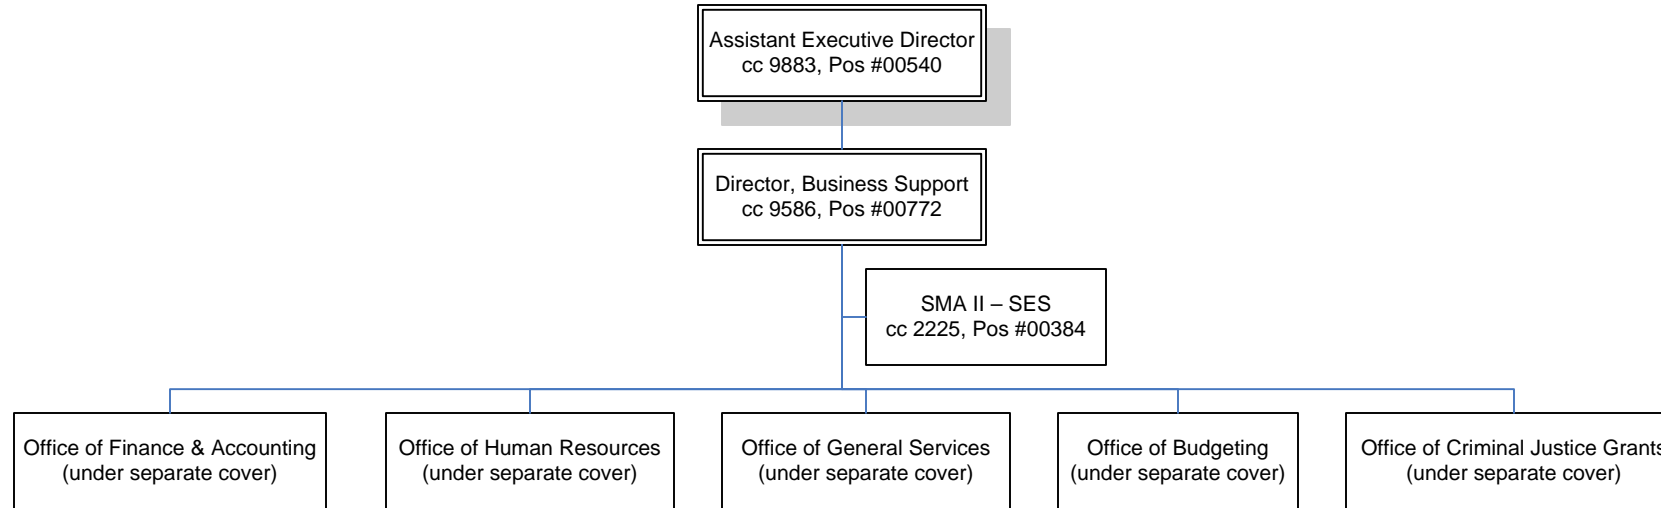 Assistant Executive Director
cc 9883, Pos #00540
Director, Business Support
cc 9586, Pos #00772
SMA II – SES
cc 2225, Pos #00384
Office of Finance & Accounting
(under separate cover)
Office of Human Resources
(under separate cover)
Office of General Services
(under separate cover)
Office of Budgeting
(under separate cover)
Office of Criminal Justice Grants
(under separate cover)